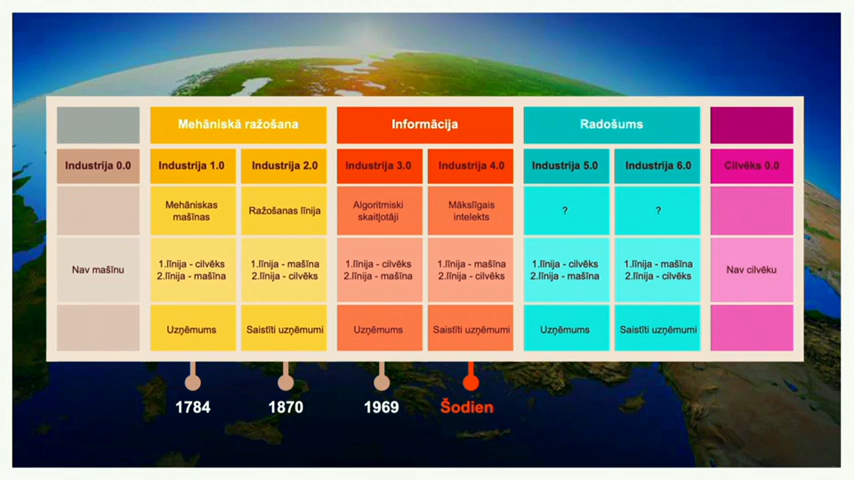 Mehāniskā ražošana
Informācija
Radošums
Industrija 0.0
Industrija 1.0
Industrija 2.0
Industrija 3.0
Industrija 4.0
Industrija 5.0
Industrija 6.0
Cilvēks 0.0
Mehāniskas
mašīnas
Ražošanas līnija
Algoritmiski
skaitļotāji
Mākslīgais
intelekts
?
?
Nav mašīnu
1.līnija - cilvēks
2.līnija - mašīna
1.līnija - mašīna
2.līnija - cilvēks
1.līnija - cilvēks
2.līnija - mašīna
1.līnija - mašīna
2.līnija - cilvēks
1.līnija - cilvēks
2.līnija - mašīna
1.līnija - mašīna
2.līnija - cilvēks
Nav cilvēku
Uzņēmums
Saistīti uzņēmumi
Uzņēmums
Saistīti uzņēmumi
Uzņēmums
Saistīti uzņēmumi
1784
1870
1969
Šodien